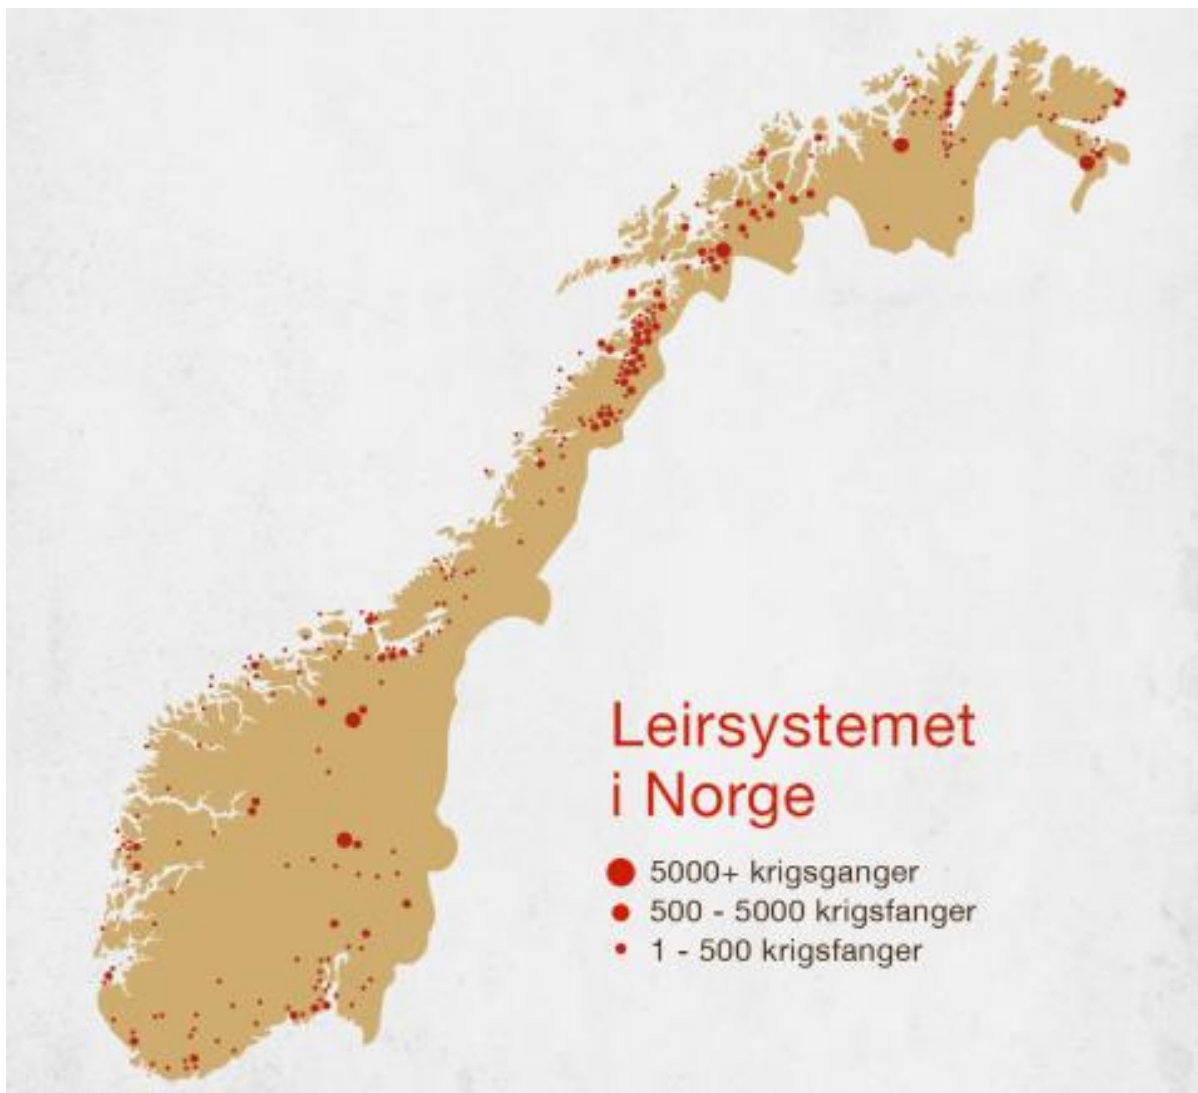 Leirsystemet
i Norge
5000+ krigsganger
500 - 5000 krigsfanger
1 - 500 krigsfanger